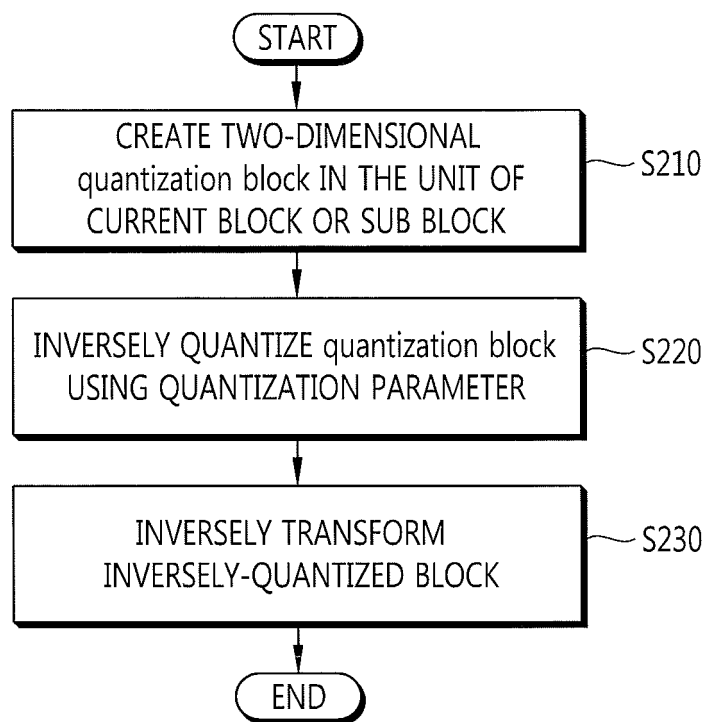 START
CREATE TWO-DIMENSIONAL
quantization block IN THE UNIT OF
CURRENT BLOCK OR SUB BLOCK
S210
INVERSELY QUANTIZE quantization block
USING QUANTIZATION PARAMETER
S220
INVERSELY TRANSFORM
INVERSELY-QUANTIZED BLOCK
S230
END